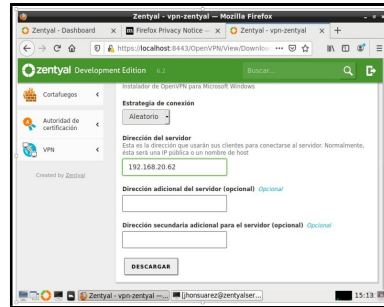 Zentyal - vpn-zentyal — Mozilla Firefox
Zentyal - Dashboard
Firefox Privacy Notice —
Zentyal - vpn-zentyal
https://localhost:8443/OpenVPN/View/Downloa
zentyal Development Edition 6.2
Buscar...
Cortafuegos
Autoridad de
certificación
VPN
Created by Zentyal
Instalador de OpenVPN para Microsoft Windows
Estrategia de conexión
Aleatorio
Dirección del servidor
Esta es la dirección que usarán sus clientes para conectarse al servidor. Normalmente,
ésta será una IP pública o un nombre de host
192.168.20.62
Dirección adicional del servidor (opcional) Opcional
Dirección secundaria adicional para el servidor (opcional) Opcional
DESCARGAR
Zentyal - vpn-zentyal —...
[jhonsuarez@zentyalser...
15:13